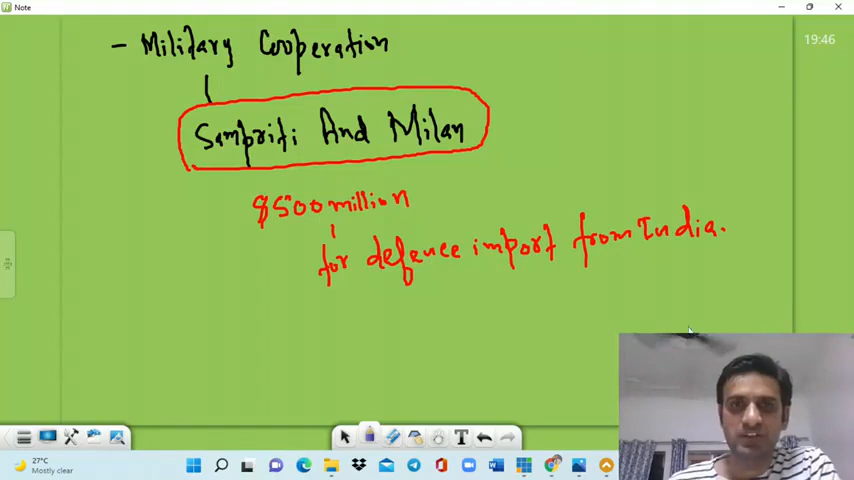 Note
19:46
- Military Cooperation
Sampriti And Milan
$500 million
for defence import from India.
27°C
Mostly clear